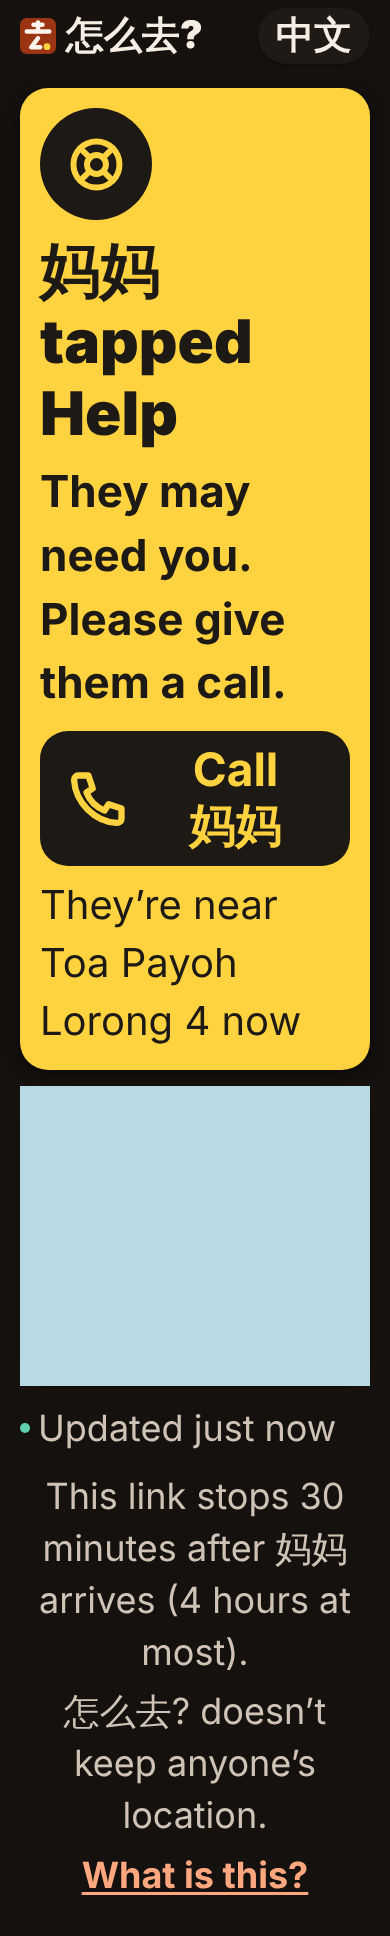 怎么去?
中文
妈妈
tapped
Help
They may
need you.
Please give
them a call.
Call
妈妈
They’re near
Toa Payoh
Lorong 4 now
Updated just now
This link stops 30
minutes after 妈妈
arrives (4 hours at
most).
怎么去? doesn’t
keep anyone’s
location.
What is this?